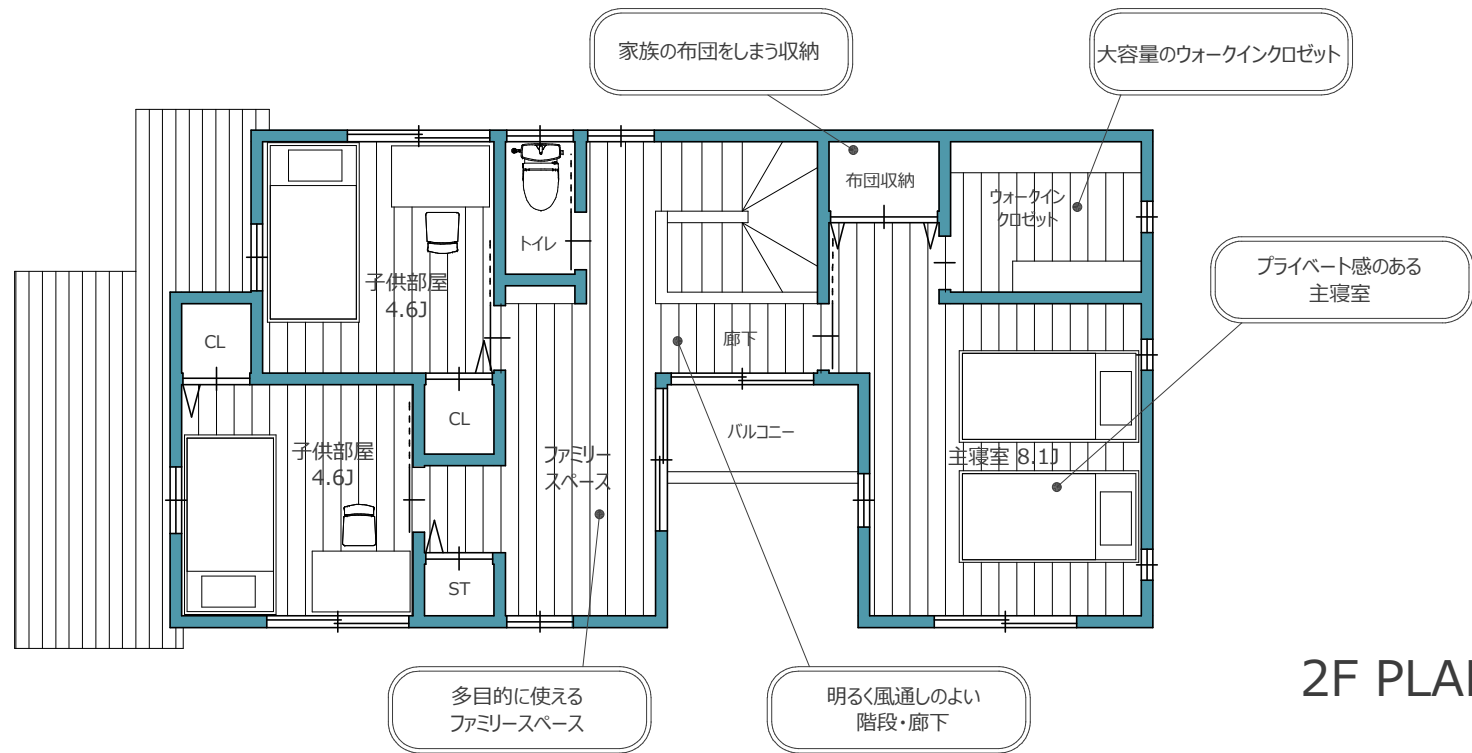 家族の布団をしまう収納
大容量のウォークインクロゼット
布団収納
ウォークイン
クロゼット
トイレ
プライベート感のある
主寝室
子供部屋
4.6J
CL
廊下
CL
バルコニー
子供部屋
4.6J
ファミリー
スペース
主寝室 8.1J
ST
2F PLA
多目的に使える
ファミリースペース
明るく風通しのよい
階段・廊下